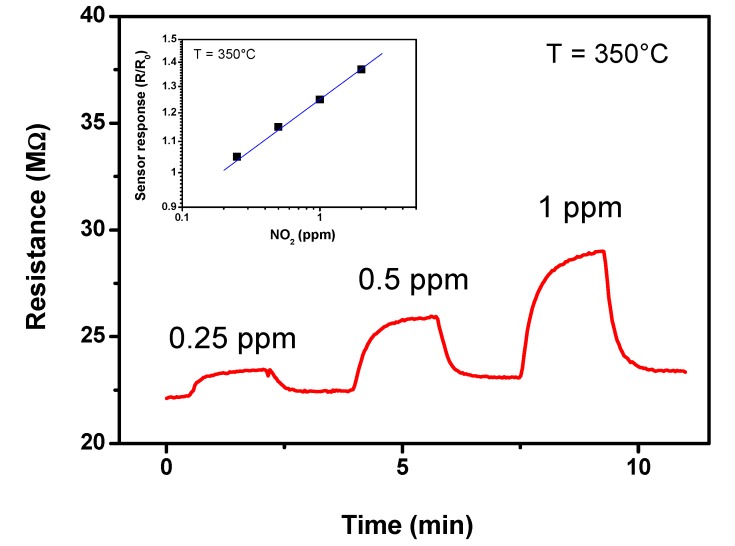 40
35
30
25
20
Resistance (MΩ)
0
5
10
Time (min)
T = 350°C
0.25 ppm
0.5 ppm
1 ppm
1.5
1.4
1.3
1.2
1.1
1
0.9
Sensor response (R/R0)
T = 350°C
0.1
1
NO2 (ppm)